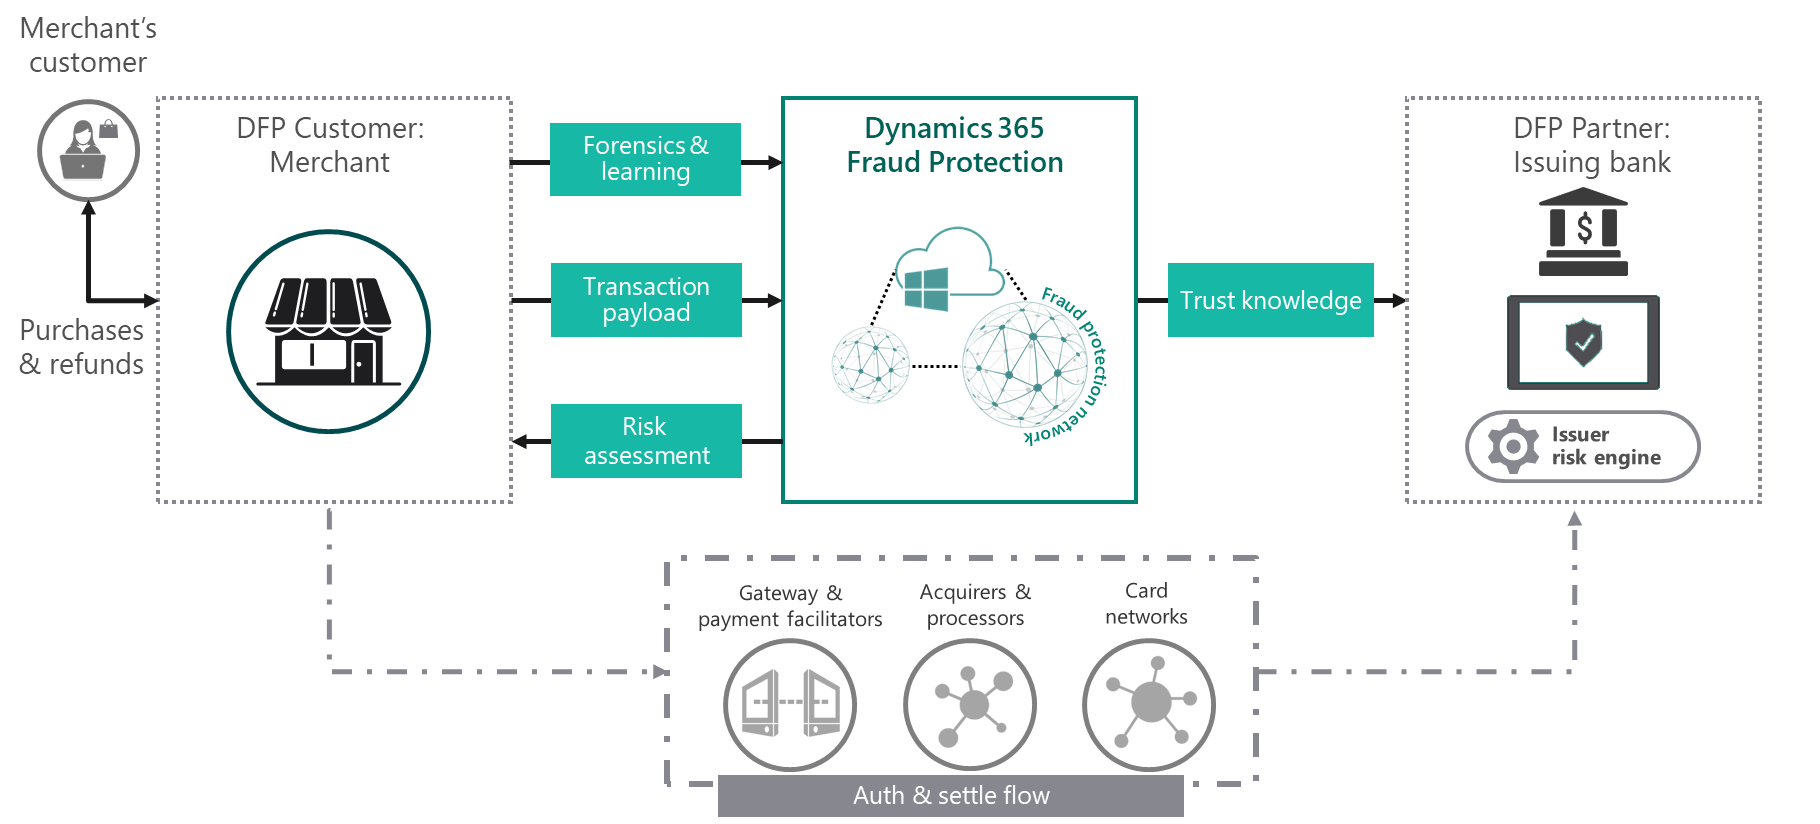 Merchant's
customer
Purchases
& refunds
DFP Customer:
Merchant
Forensics &
learning
Transaction
payload
Risk
assessment
Dynamics 365
Fraud Protection
Fraud protection network
Trust knowledge
DFP Partner:
Issuing bank
$
Issuer
risk engine
Gateway &
payment facilitators
Acquirers &
processors
Card
networks
Auth & settle flow